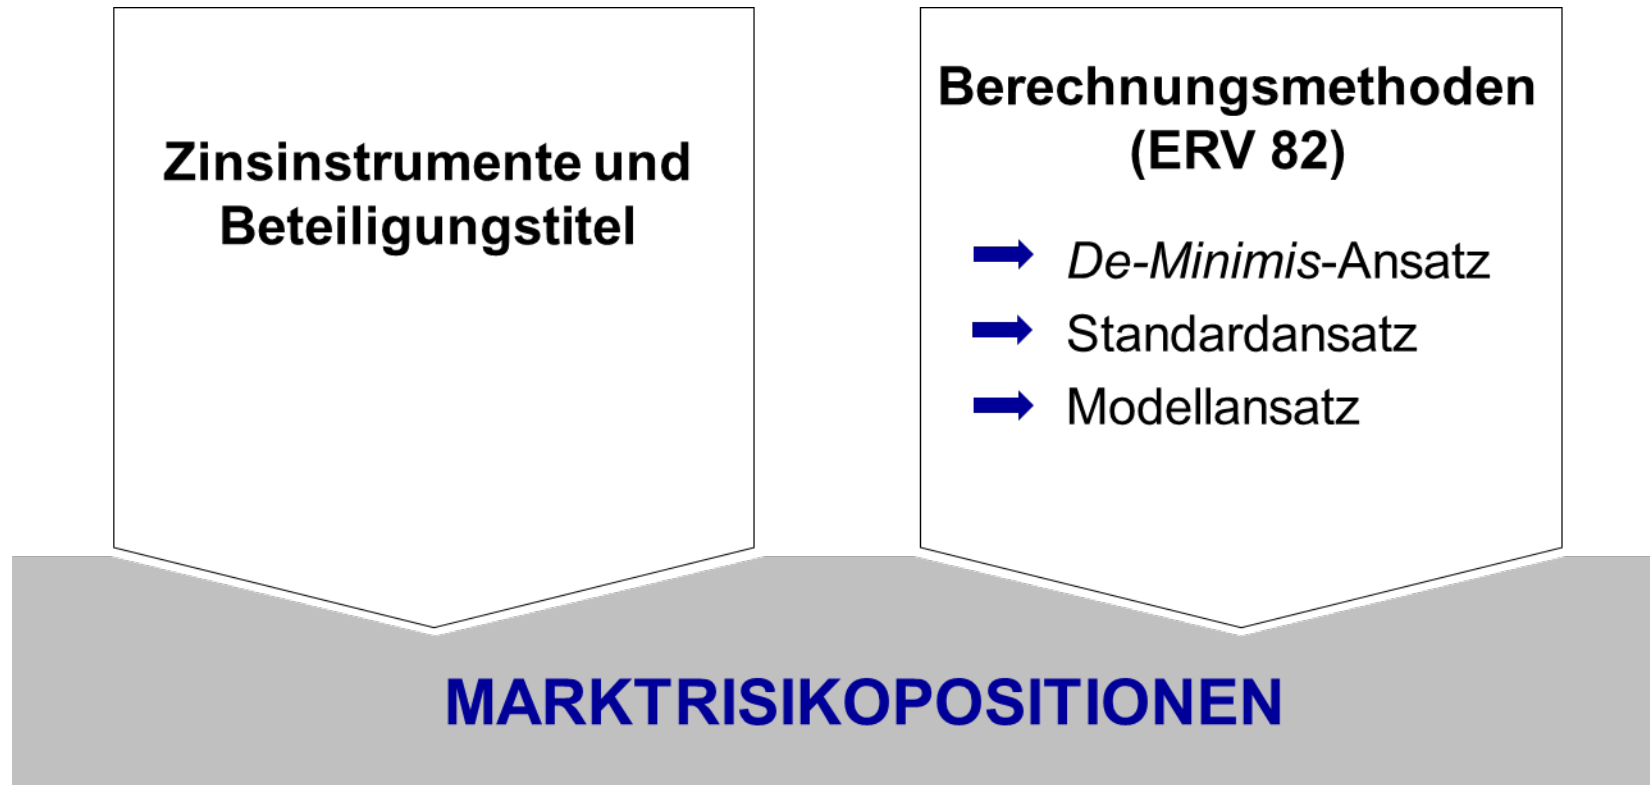 Zinsinstrumente und
Beteiligungstitel
Berechnungsmethoden
(ERV 82)
De-Minimis-Ansatz
Standardansatz
Modellansatz
MARKTRISIKOPOSITIONEN